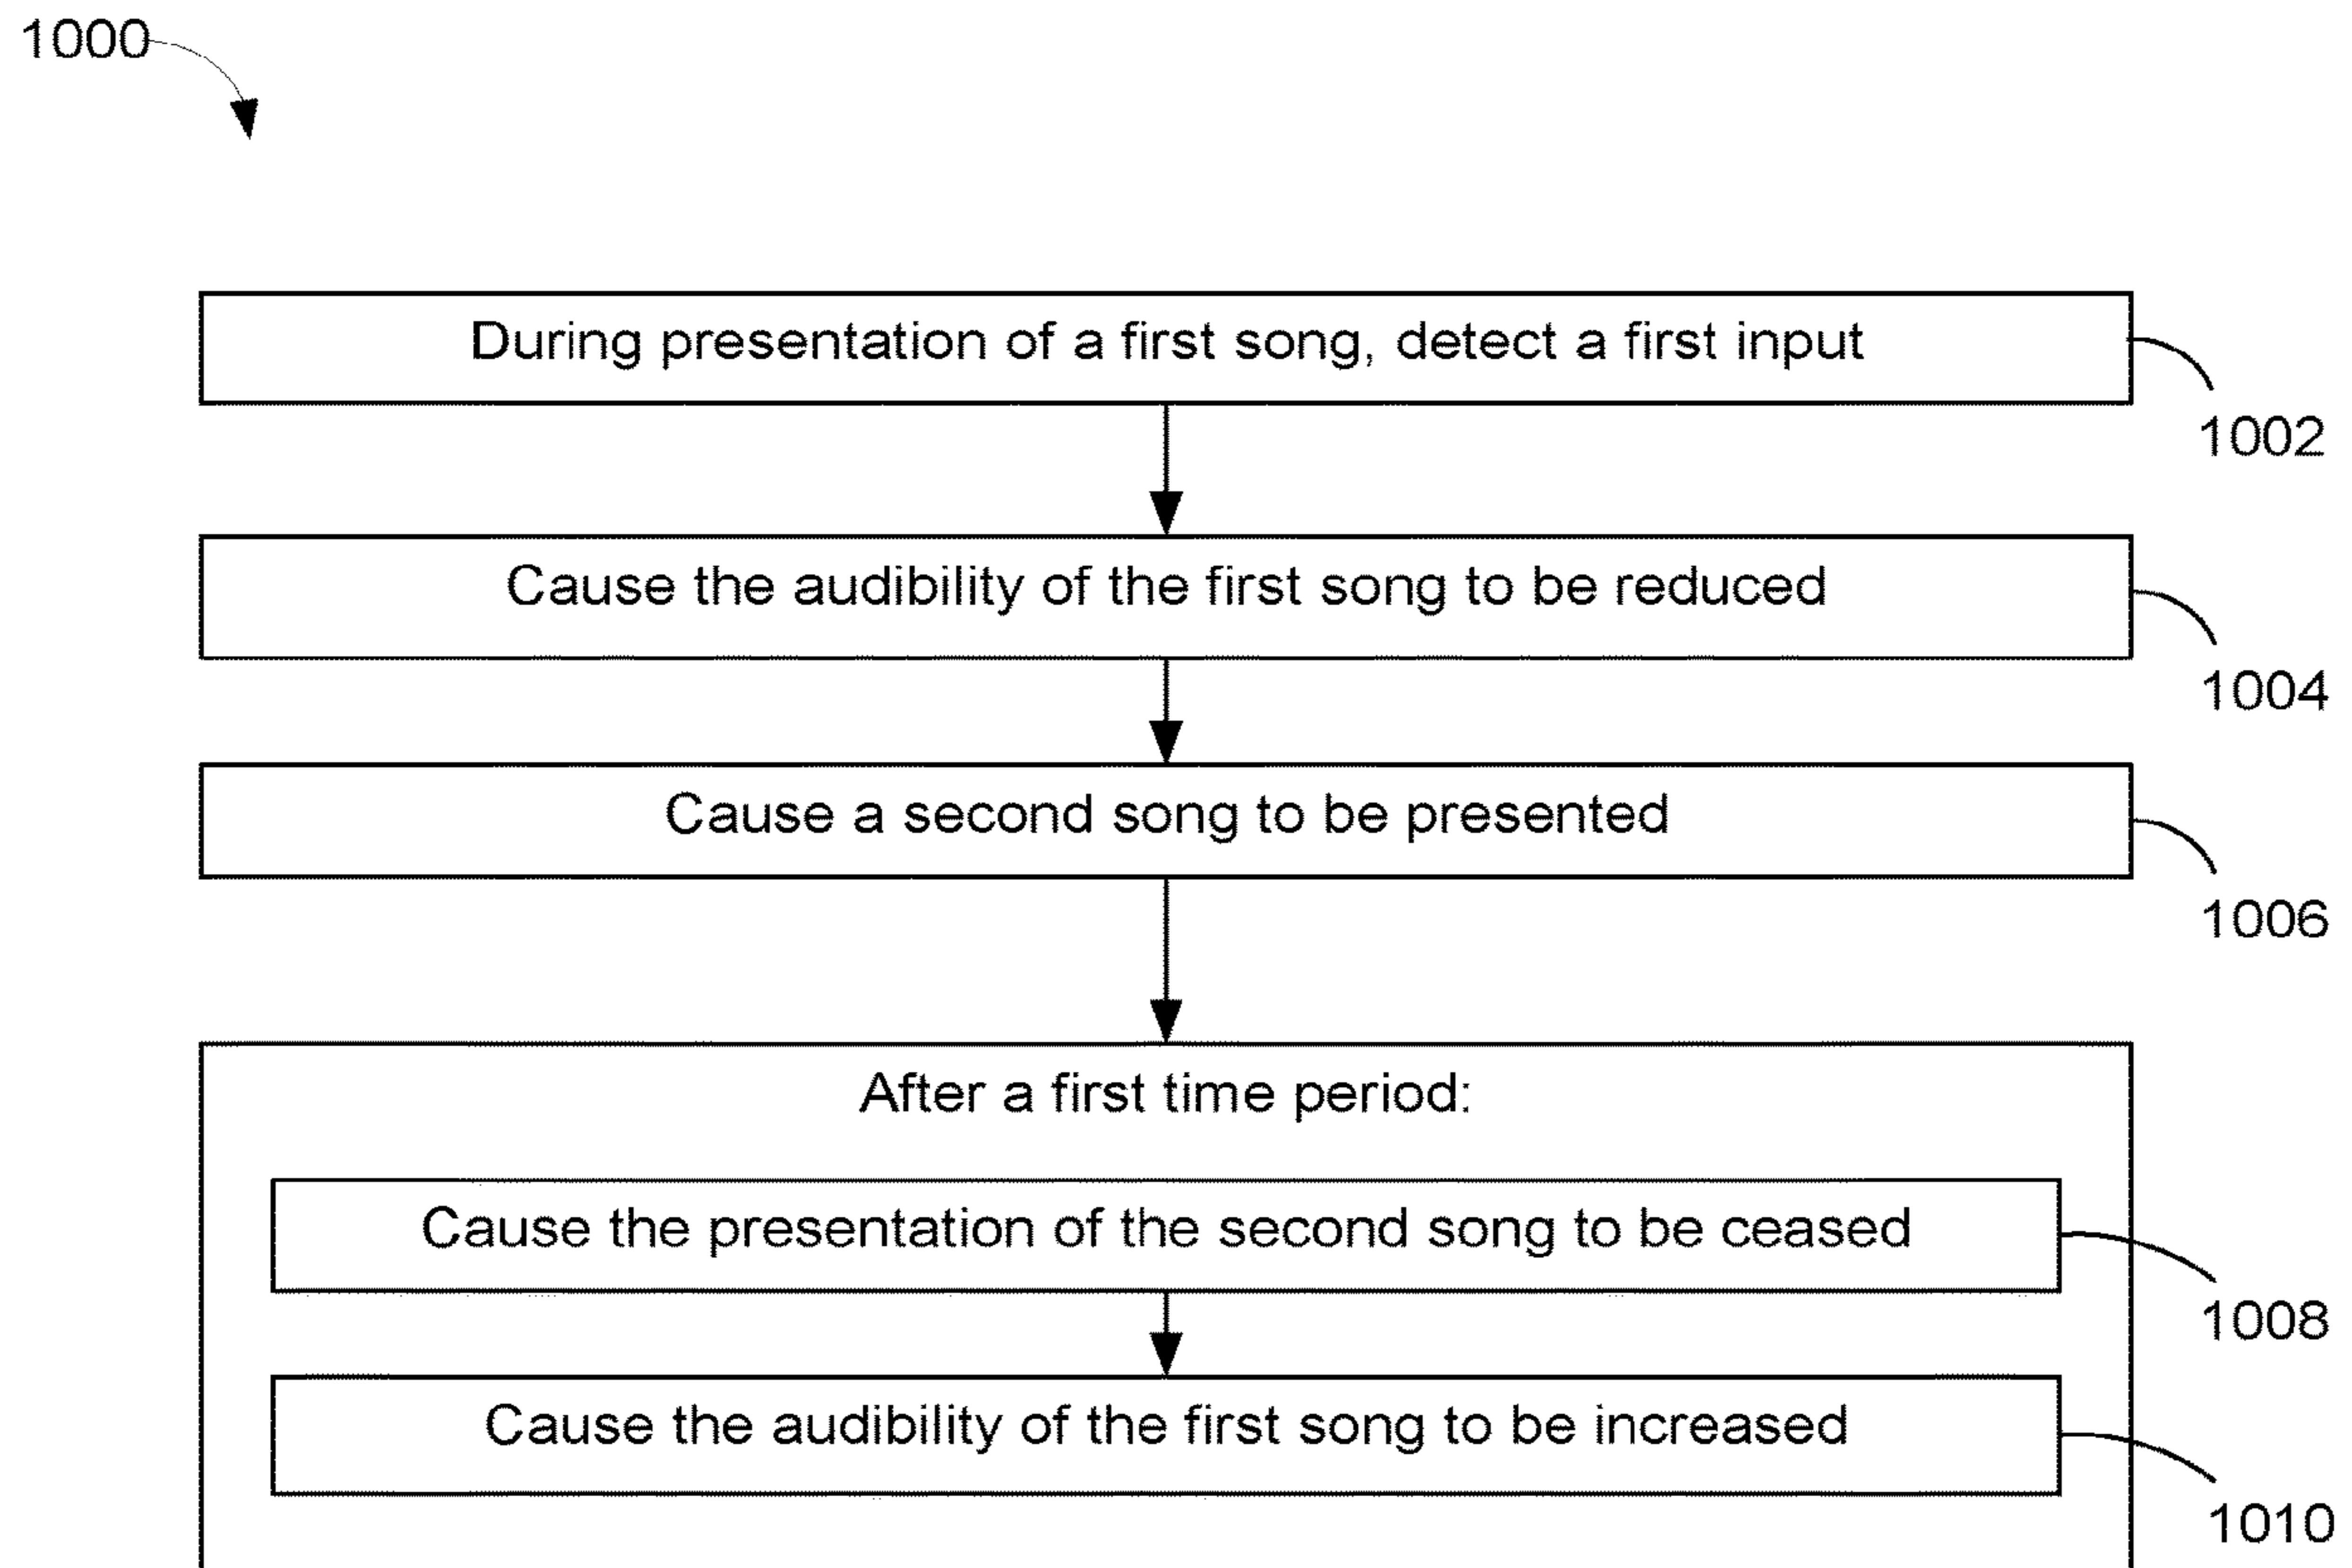 1000
During presentation of a first song, detect a first input
1002
Cause the audibility of the first song to be reduced
1004
Cause a second song to be presented
1006
After a first time period:
Cause the presentation of the second song to be ceased
1008
Cause the audibility of the first song to be increased
1010